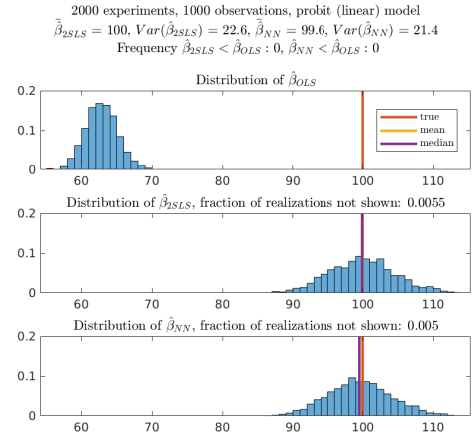 2000 experiments, 1000 observations, probit (linear) model
$\bar{\hat{\beta}}_{2SLS}$ = 100, $Var(\hat{\beta}_{2SLS})$ = 22.6, $\bar{\hat{\beta}}_{NN}$ = 99.6, $Var(\hat{\beta}_{NN})$ = 21.4
Frequency $\hat{\beta}_{2SLS} < \hat{\beta}_{OLS}$ : 0, $\hat{\beta}_{NN} < \hat{\beta}_{OLS}$ : 0
Distribution of $\hat{\beta}_{OLS}$
0.2
0.1
0
true
mean
median
60 70 80 90 100 110
Distribution of $\hat{\beta}_{2SLS}$, fraction of realizations not shown: 0.0055
0.2
0.1
0
60 70 80 90 100 110
Distribution of $\hat{\beta}_{NN}$, fraction of realizations not shown: 0.005
0.2
0.1
0
60 70 80 90 100 110